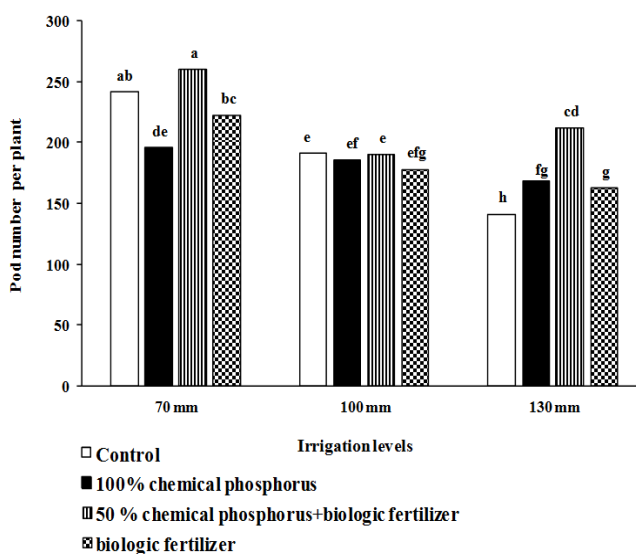 300
250
200
150
100
50
0
Pod number per plant
ab
de
a
bc
e
ef
e
efg
h
fg
cd
g
70 mm
100 mm
130 mm
Irrigation levels
Control
100% chemical phosphorus
50 % chemical phosphorus+biologic fertilizer
biologic fertilizer